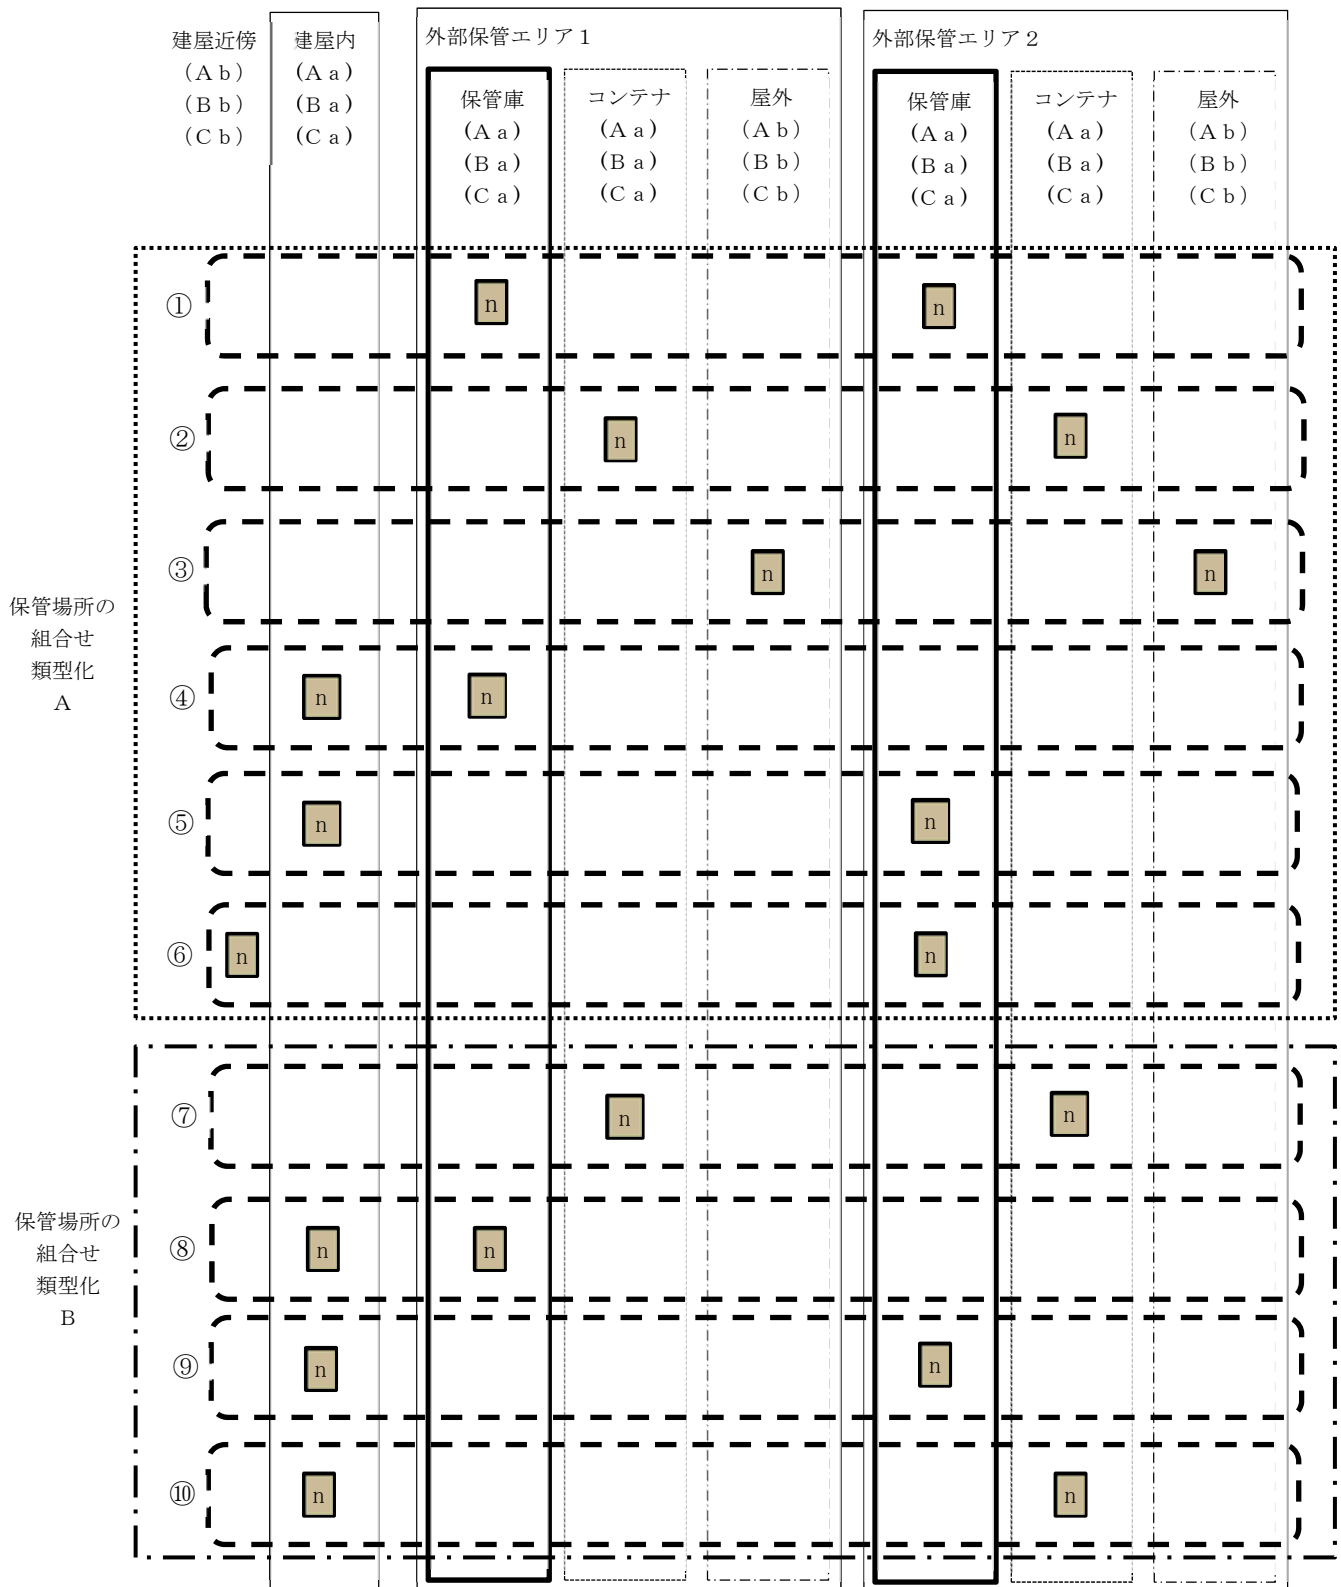 建屋近傍
(Ａｂ)
(Ｂｂ)
(Ｃｂ)
建屋内
(Ａａ)
(Ｂａ)
(Ｃａ)
外部保管エリア１
保管庫
(Ａａ)
(Ｂａ)
(Ｃａ)
コンテナ
(Ａａ)
(Ｂａ)
(Ｃａ)
屋外
(Ａｂ)
(Ｂｂ)
(Ｃｂ)
外部保管エリア２
保管庫
(Ａａ)
(Ｂａ)
(Ｃａ)
コンテナ
(Ａａ)
(Ｂａ)
(Ｃａ)
屋外
(Ａｂ)
(Ｂｂ)
(Ｃｂ)
保管場所の
組合せ
類型化
Ａ
① n n
② n n
③ n n
④ n n
⑤ n n
⑥ n n
保管場所の
組合せ
類型化
Ｂ
⑦ n n
⑧ n n
⑨ n n
⑩ n n